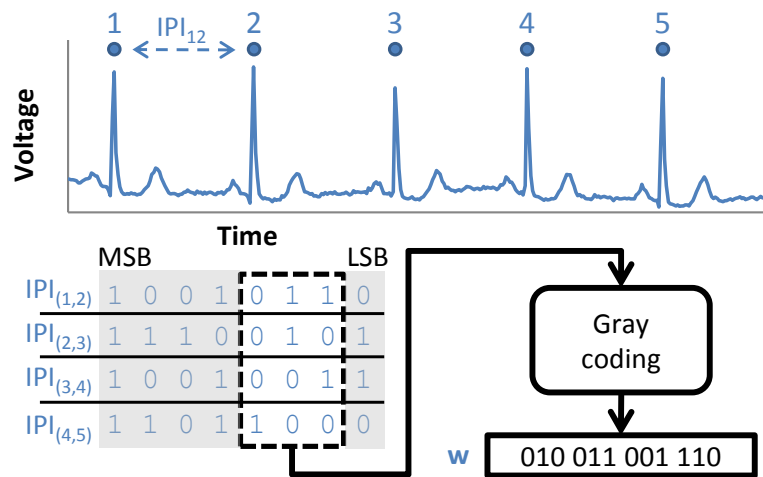 1 2 3 4 5
IPI12
Voltage
Time
MSB LSB
IPI(1,2) 1 0 0 1 0 1 1 0
IPI(2,3) 1 1 1 0 0 1 0 1
IPI(3,4) 1 0 0 1 0 0 1 1
IPI(4,5) 1 1 0 1 1 0 0 0
Gray
coding
w 010 011 001 110